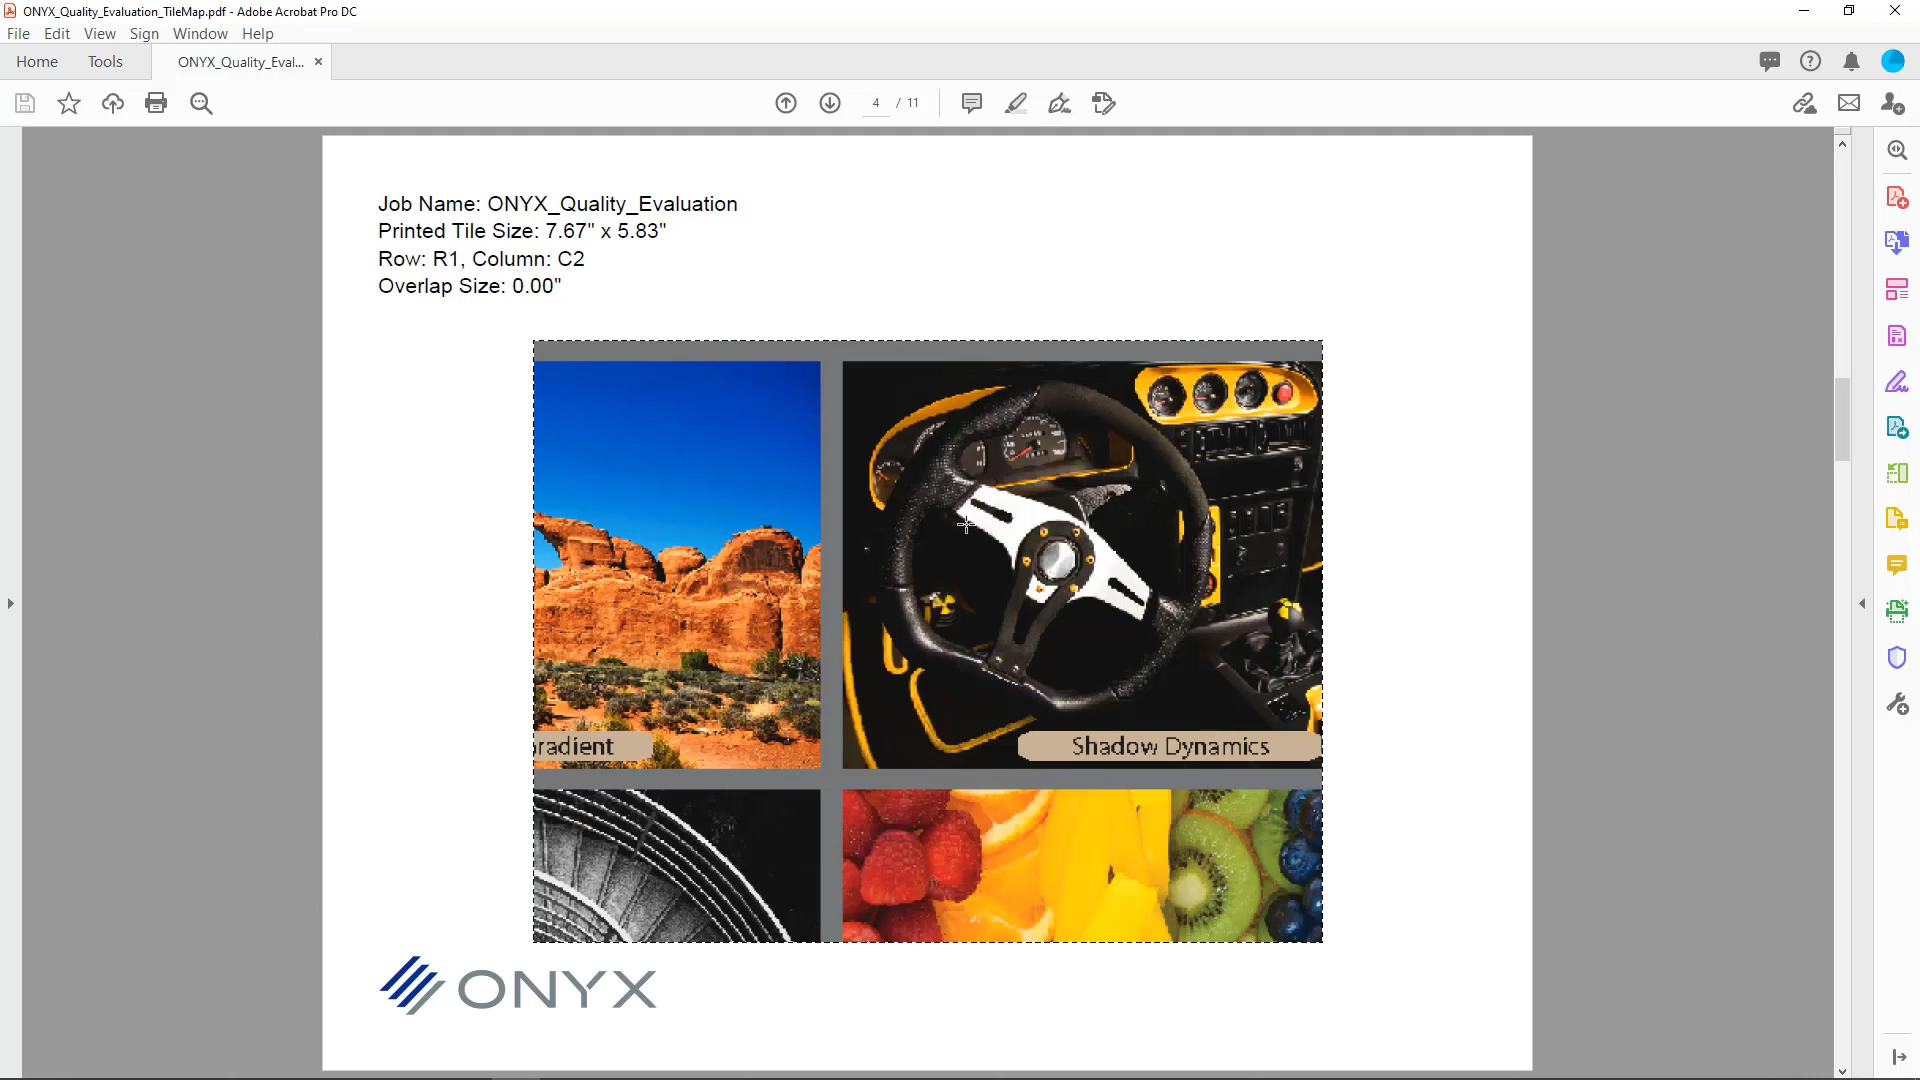 ONYX_Quality_Evaluation_TileMap.pdf - Adobe Acrobat Pro DC
File Edit View Sign Window Help
Home Tools ONYX_Quality_Eval... ×
4 / 11
Job Name: ONYX_Quality_Evaluation
Printed Tile Size: 7.67" x 5.83"
Row: R1, Column: C2
Overlap Size: 0.00"
radient
Shadow Dynamics
ONYX